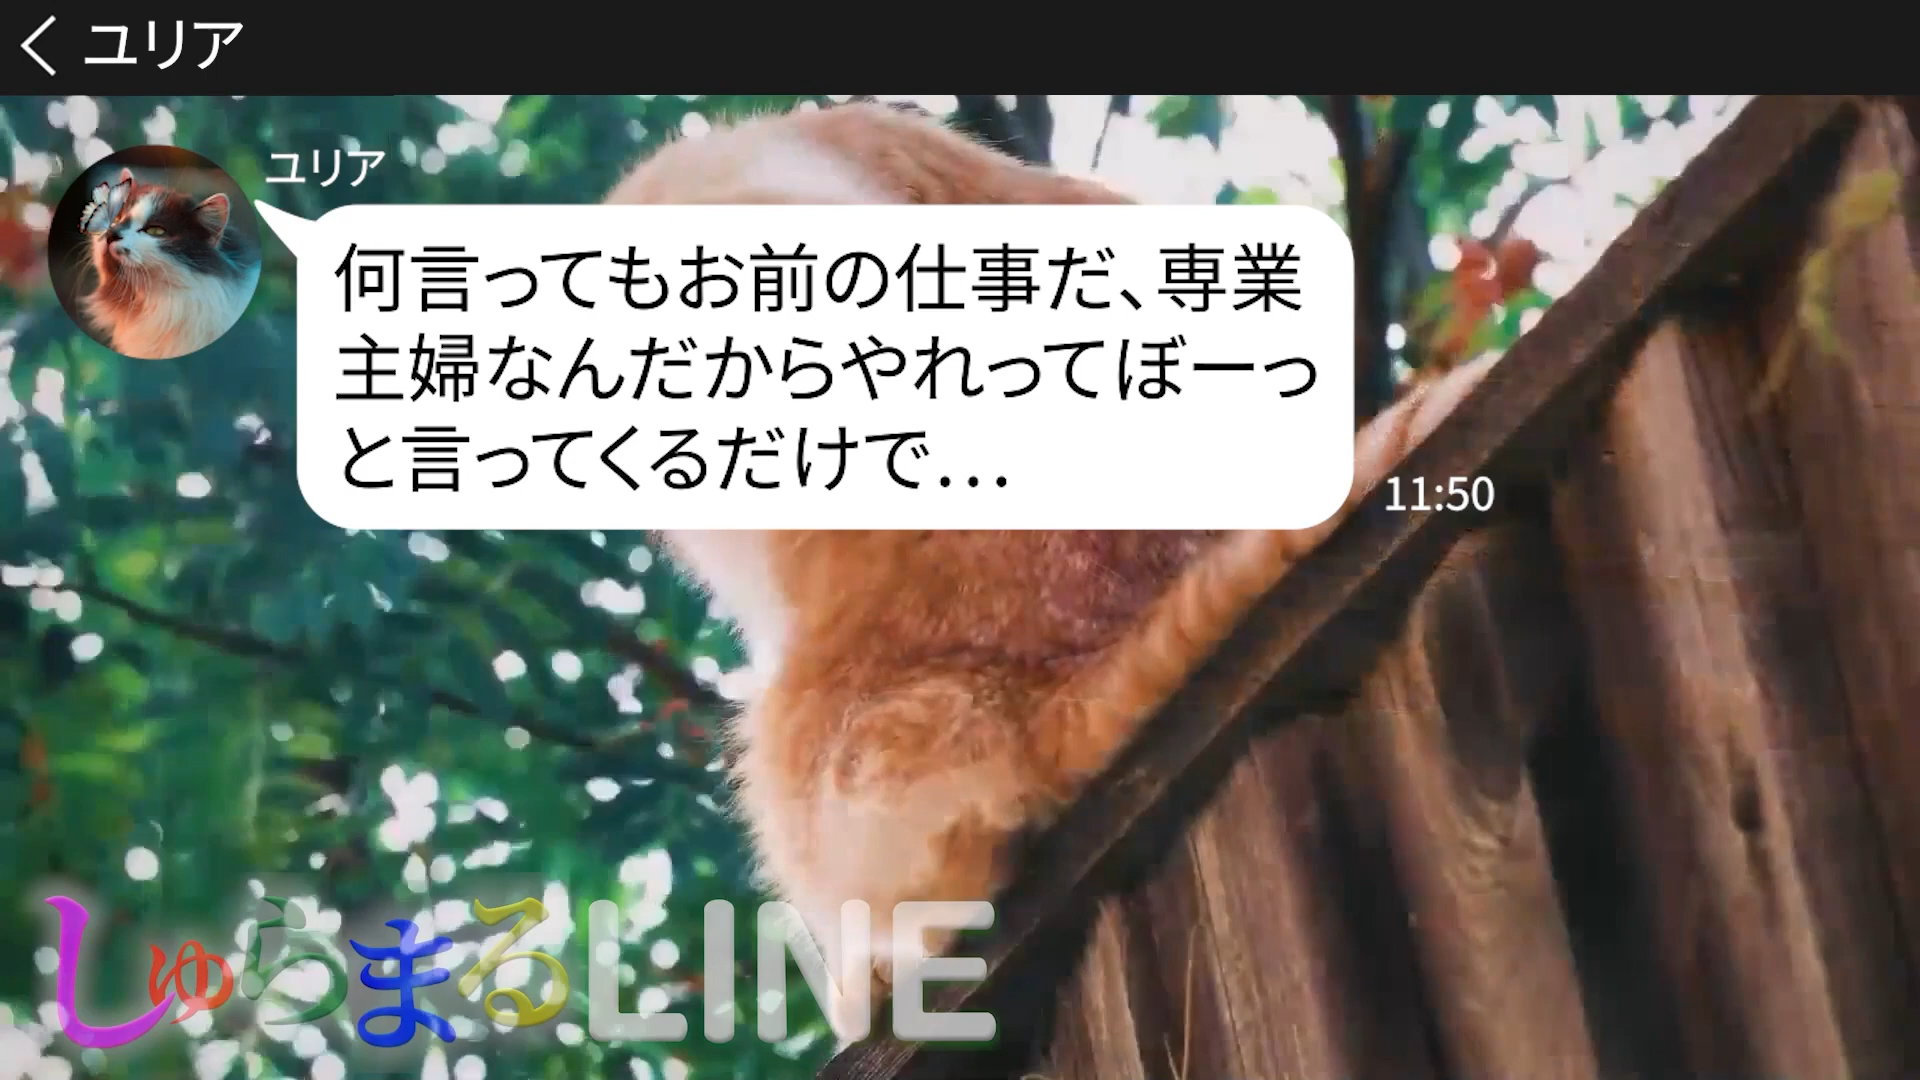 ユリア
ユリア
何言ってもお前の仕事だ、専業
主婦なんだからやれってぼーっ
と言ってくるだけで…
11:50
しゅらまるLINE